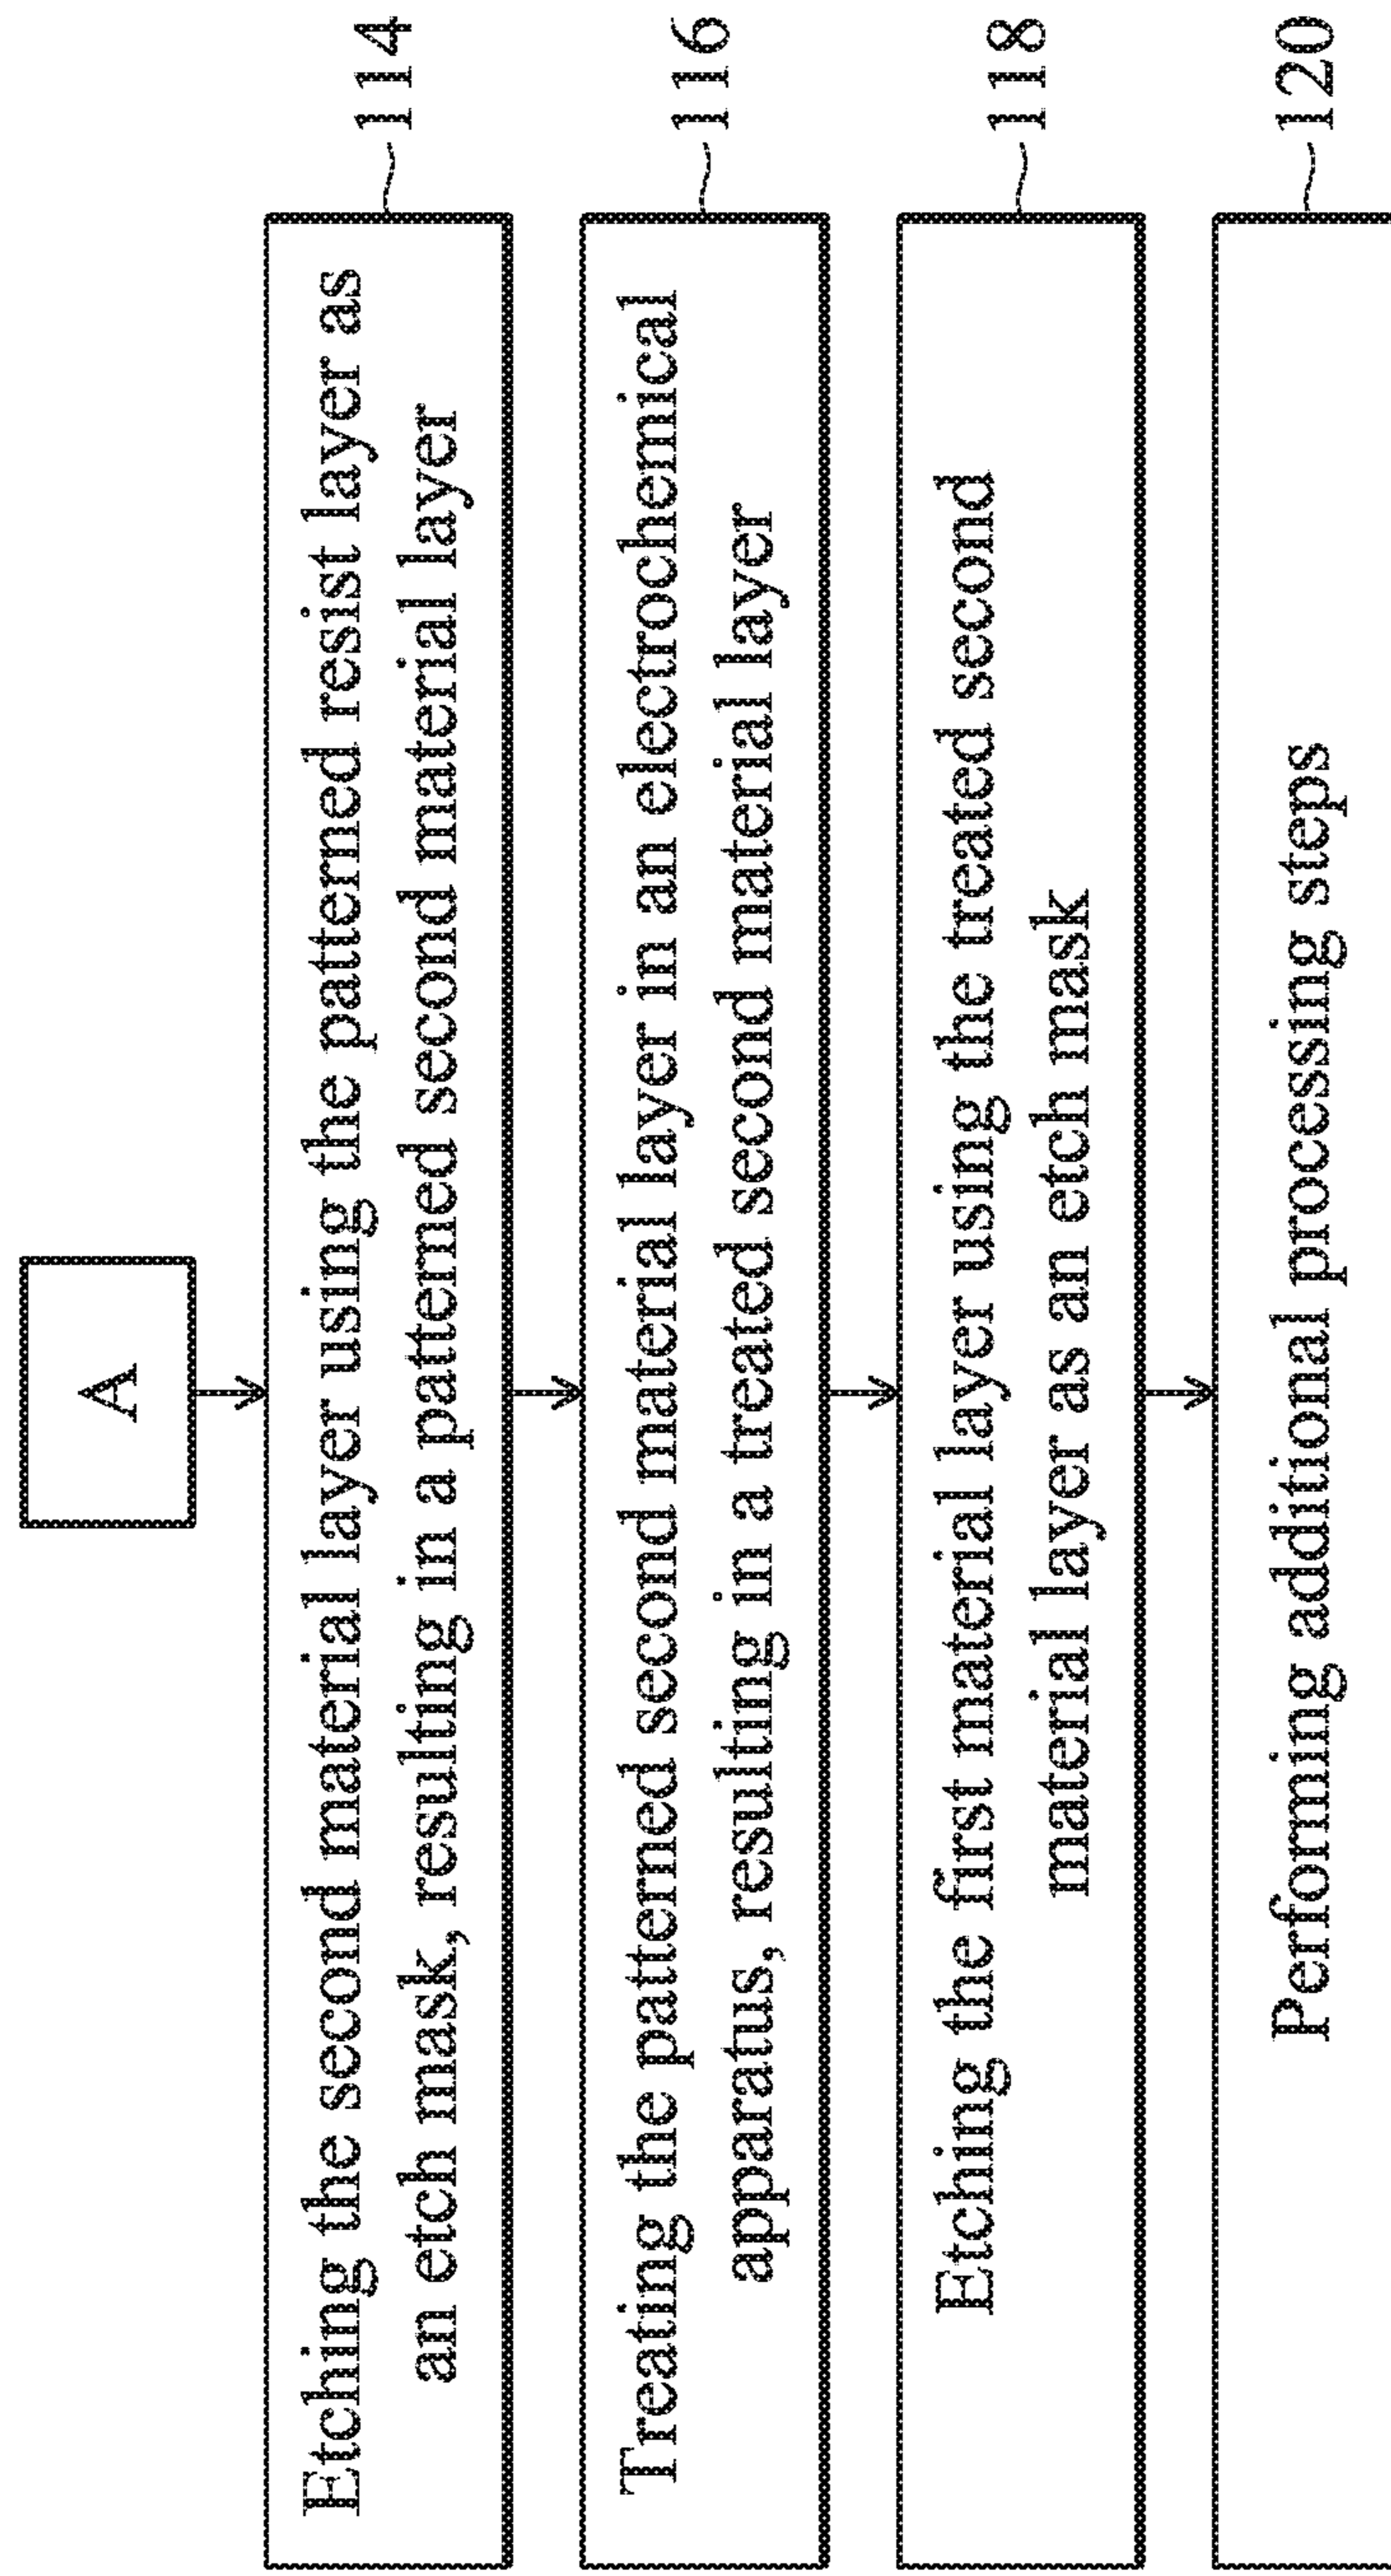 A
Etching the second material layer using the patterned resist layer as
an etch mask, resulting in a patterned second material layer
114
Treating the patterned second material layer in an electrochemical
apparatus, resulting in a treated second material layer
116
Etching the first material layer using the treated second
material layer as an etch mask
118
Performing additional processing steps
120